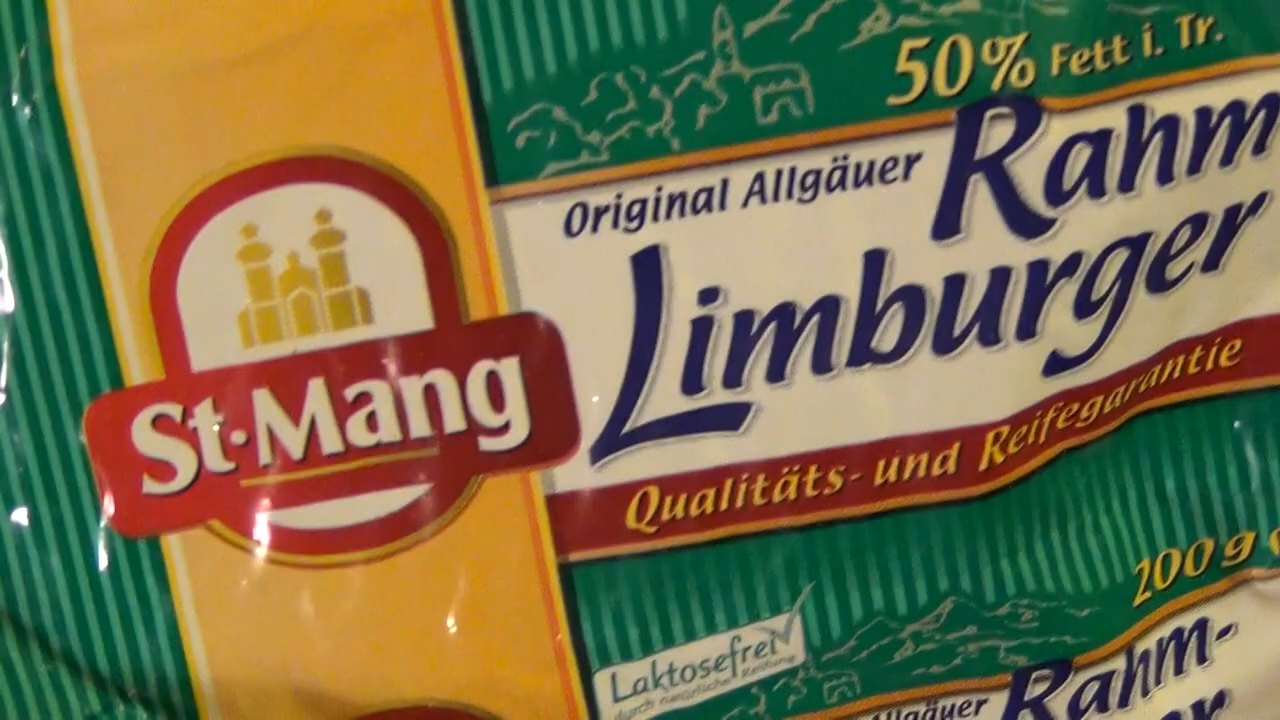 50% Fett i. Tr.
Original Allgäuer Rahm
Limburger
St·Mang
Qualitäts- und Reifegarantie
200 g
Laktosefrei
durch natürliche Reifung
Allgäuer Rahm-